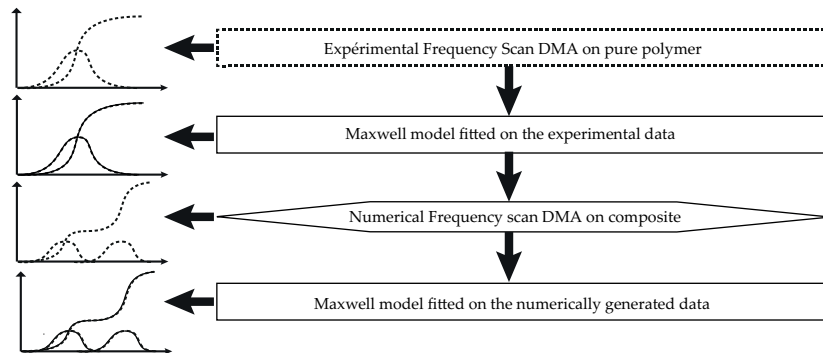 Expérimental Frequency Scan DMA on pure polymer
Maxwell model fitted on the experimental data
Numerical Frequency scan DMA on composite
Maxwell model fitted on the numerically generated data